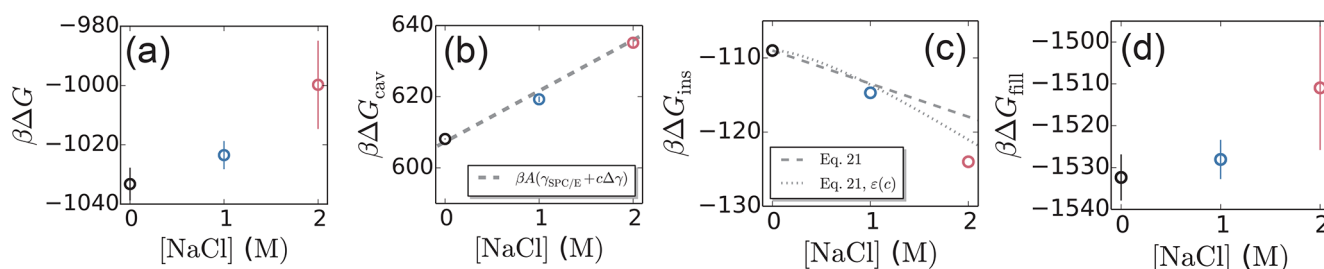 (a)
βΔG
−980
−1000
−1020
−1040
0 1 2
[NaCl] (M)
(b)
βΔG_cav
640
620
600
βA(γ_SPC/E + cΔγ)
0 1 2
[NaCl] (M)
(c)
βΔG_ins
−110
−120
−130
Eq. 21
Eq. 21, ε(c)
0 1 2
[NaCl] (M)
(d)
βΔG_fill
−1500
−1510
−1520
−1530
−1540
0 1 2
[NaCl] (M)